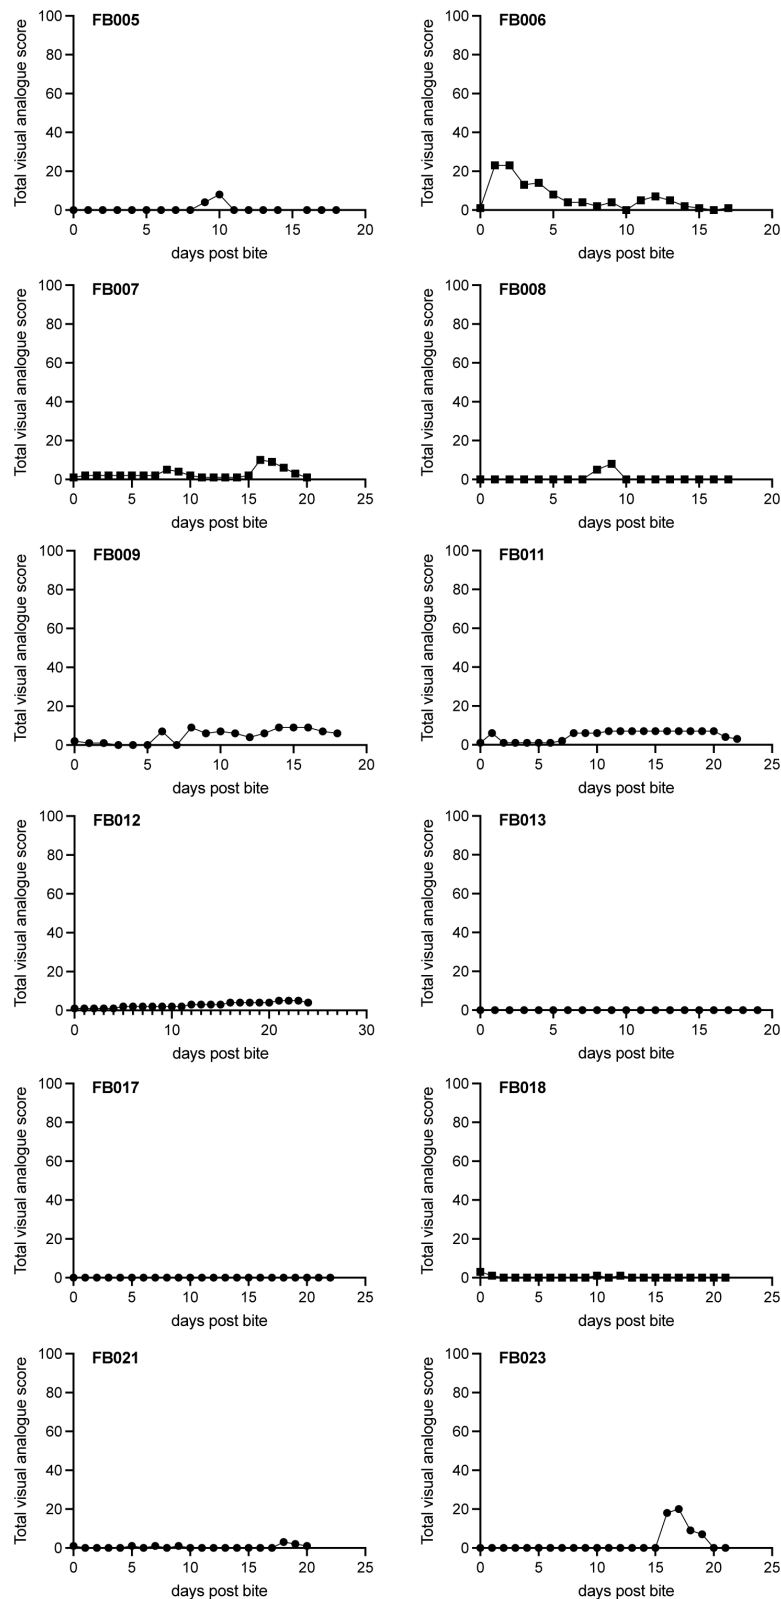 FB005
Total visual analogue score
100
80
60
40
20
0
0 5 10 15 20
days post bite
FB006
Total visual analogue score
100
80
60
40
20
0
0 5 10 15 20
days post bite
FB007
Total visual analogue score
100
80
60
40
20
0
0 5 10 15 20 25
days post bite
FB008
Total visual analogue score
100
80
60
40
20
0
0 5 10 15 20
days post bite
FB009
Total visual analogue score
100
80
60
40
20
0
0 5 10 15 20
days post bite
FB011
Total visual analogue score
100
80
60
40
20
0
0 5 10 15 20 25
days post bite
FB012
Total visual analogue score
100
80
60
40
20
0
0 10 20 30
days post bite
FB013
Total visual analogue score
100
80
60
40
20
0
0 5 10 15 20
days post bite
FB017
Total visual analogue score
100
80
60
40
20
0
0 5 10 15 20 25
days post bite
FB018
Total visual analogue score
100
80
60
40
20
0
0 5 10 15 20 25
days post bite
FB021
Total visual analogue score
100
80
60
40
20
0
0 5 10 15 20 25
days post bite
FB023
Total visual analogue score
100
80
60
40
20
0
0 5 10 15 20 25
days post bite